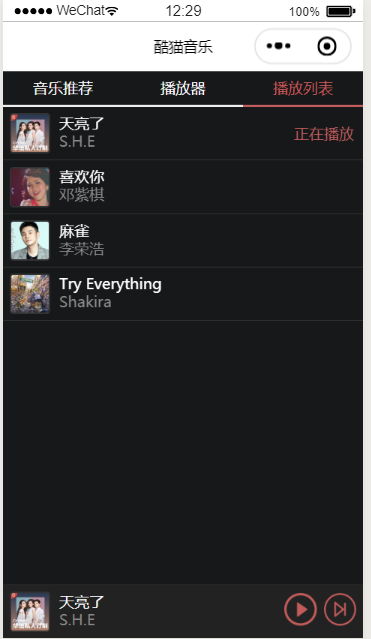 WeChat 12:29 100%
酷猫音乐
音乐推荐 播放器 播放列表
天亮了
S.H.E
正在播放
喜欢你
邓紫棋
麻雀
李荣浩
Try Everything
Shakira
天亮了
S.H.E